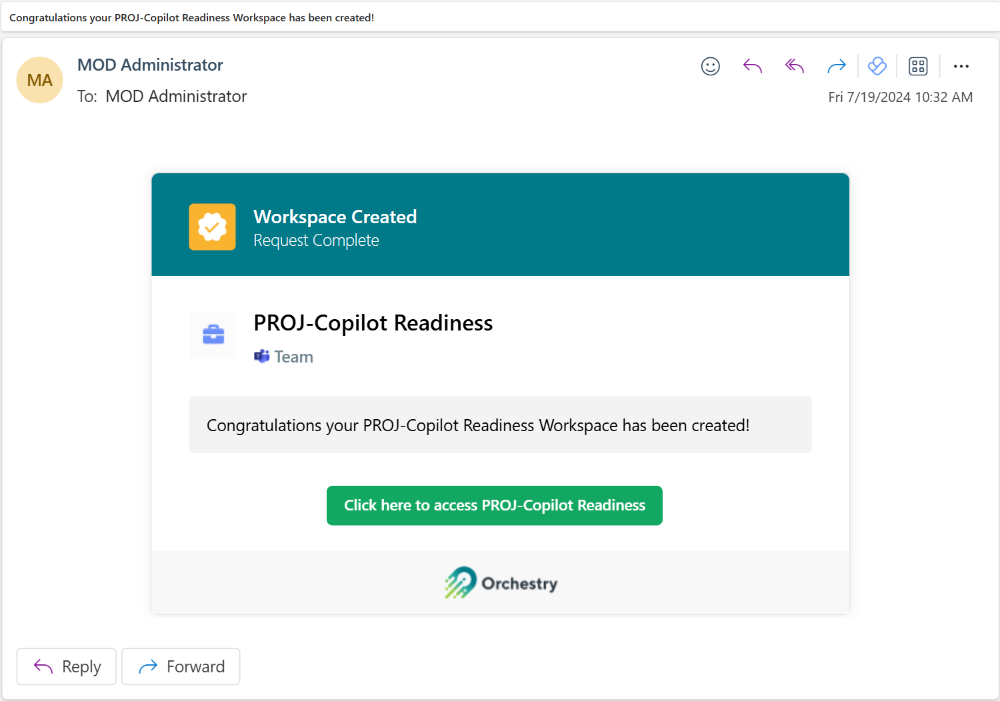 Congratulations your PROJ-Copilot Readiness Workspace has been created!
MA
MOD Administrator
To: MOD Administrator
Fri 7/19/2024 10:32 AM
Workspace Created
Request Complete
PROJ-Copilot Readiness
Team
Congratulations your PROJ-Copilot Readiness Workspace has been created!
Click here to access PROJ-Copilot Readiness
Orchestry
Reply
Forward